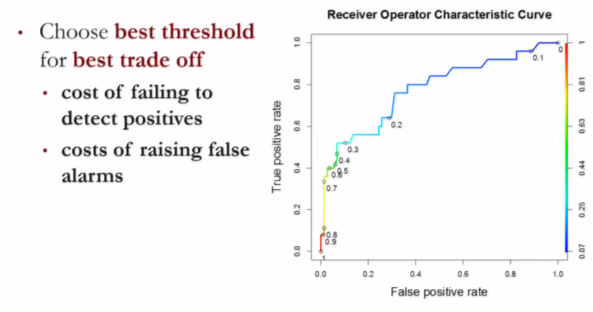 • Choose best threshold
for best trade off
• cost of failing to
detect positives
• costs of raising false
alarms
Receiver Operator Characteristic Curve
True positive rate
1.0
0.8
0.6
0.4
0.2
0.0
0
0.1
0.2
0.3
0.4
0.5
0.6
0.7
0.8
0.9
1
1
0.81
0.63
0.44
0.25
0.07
0.0 0.2 0.4 0.6 0.8 1.0
False positive rate